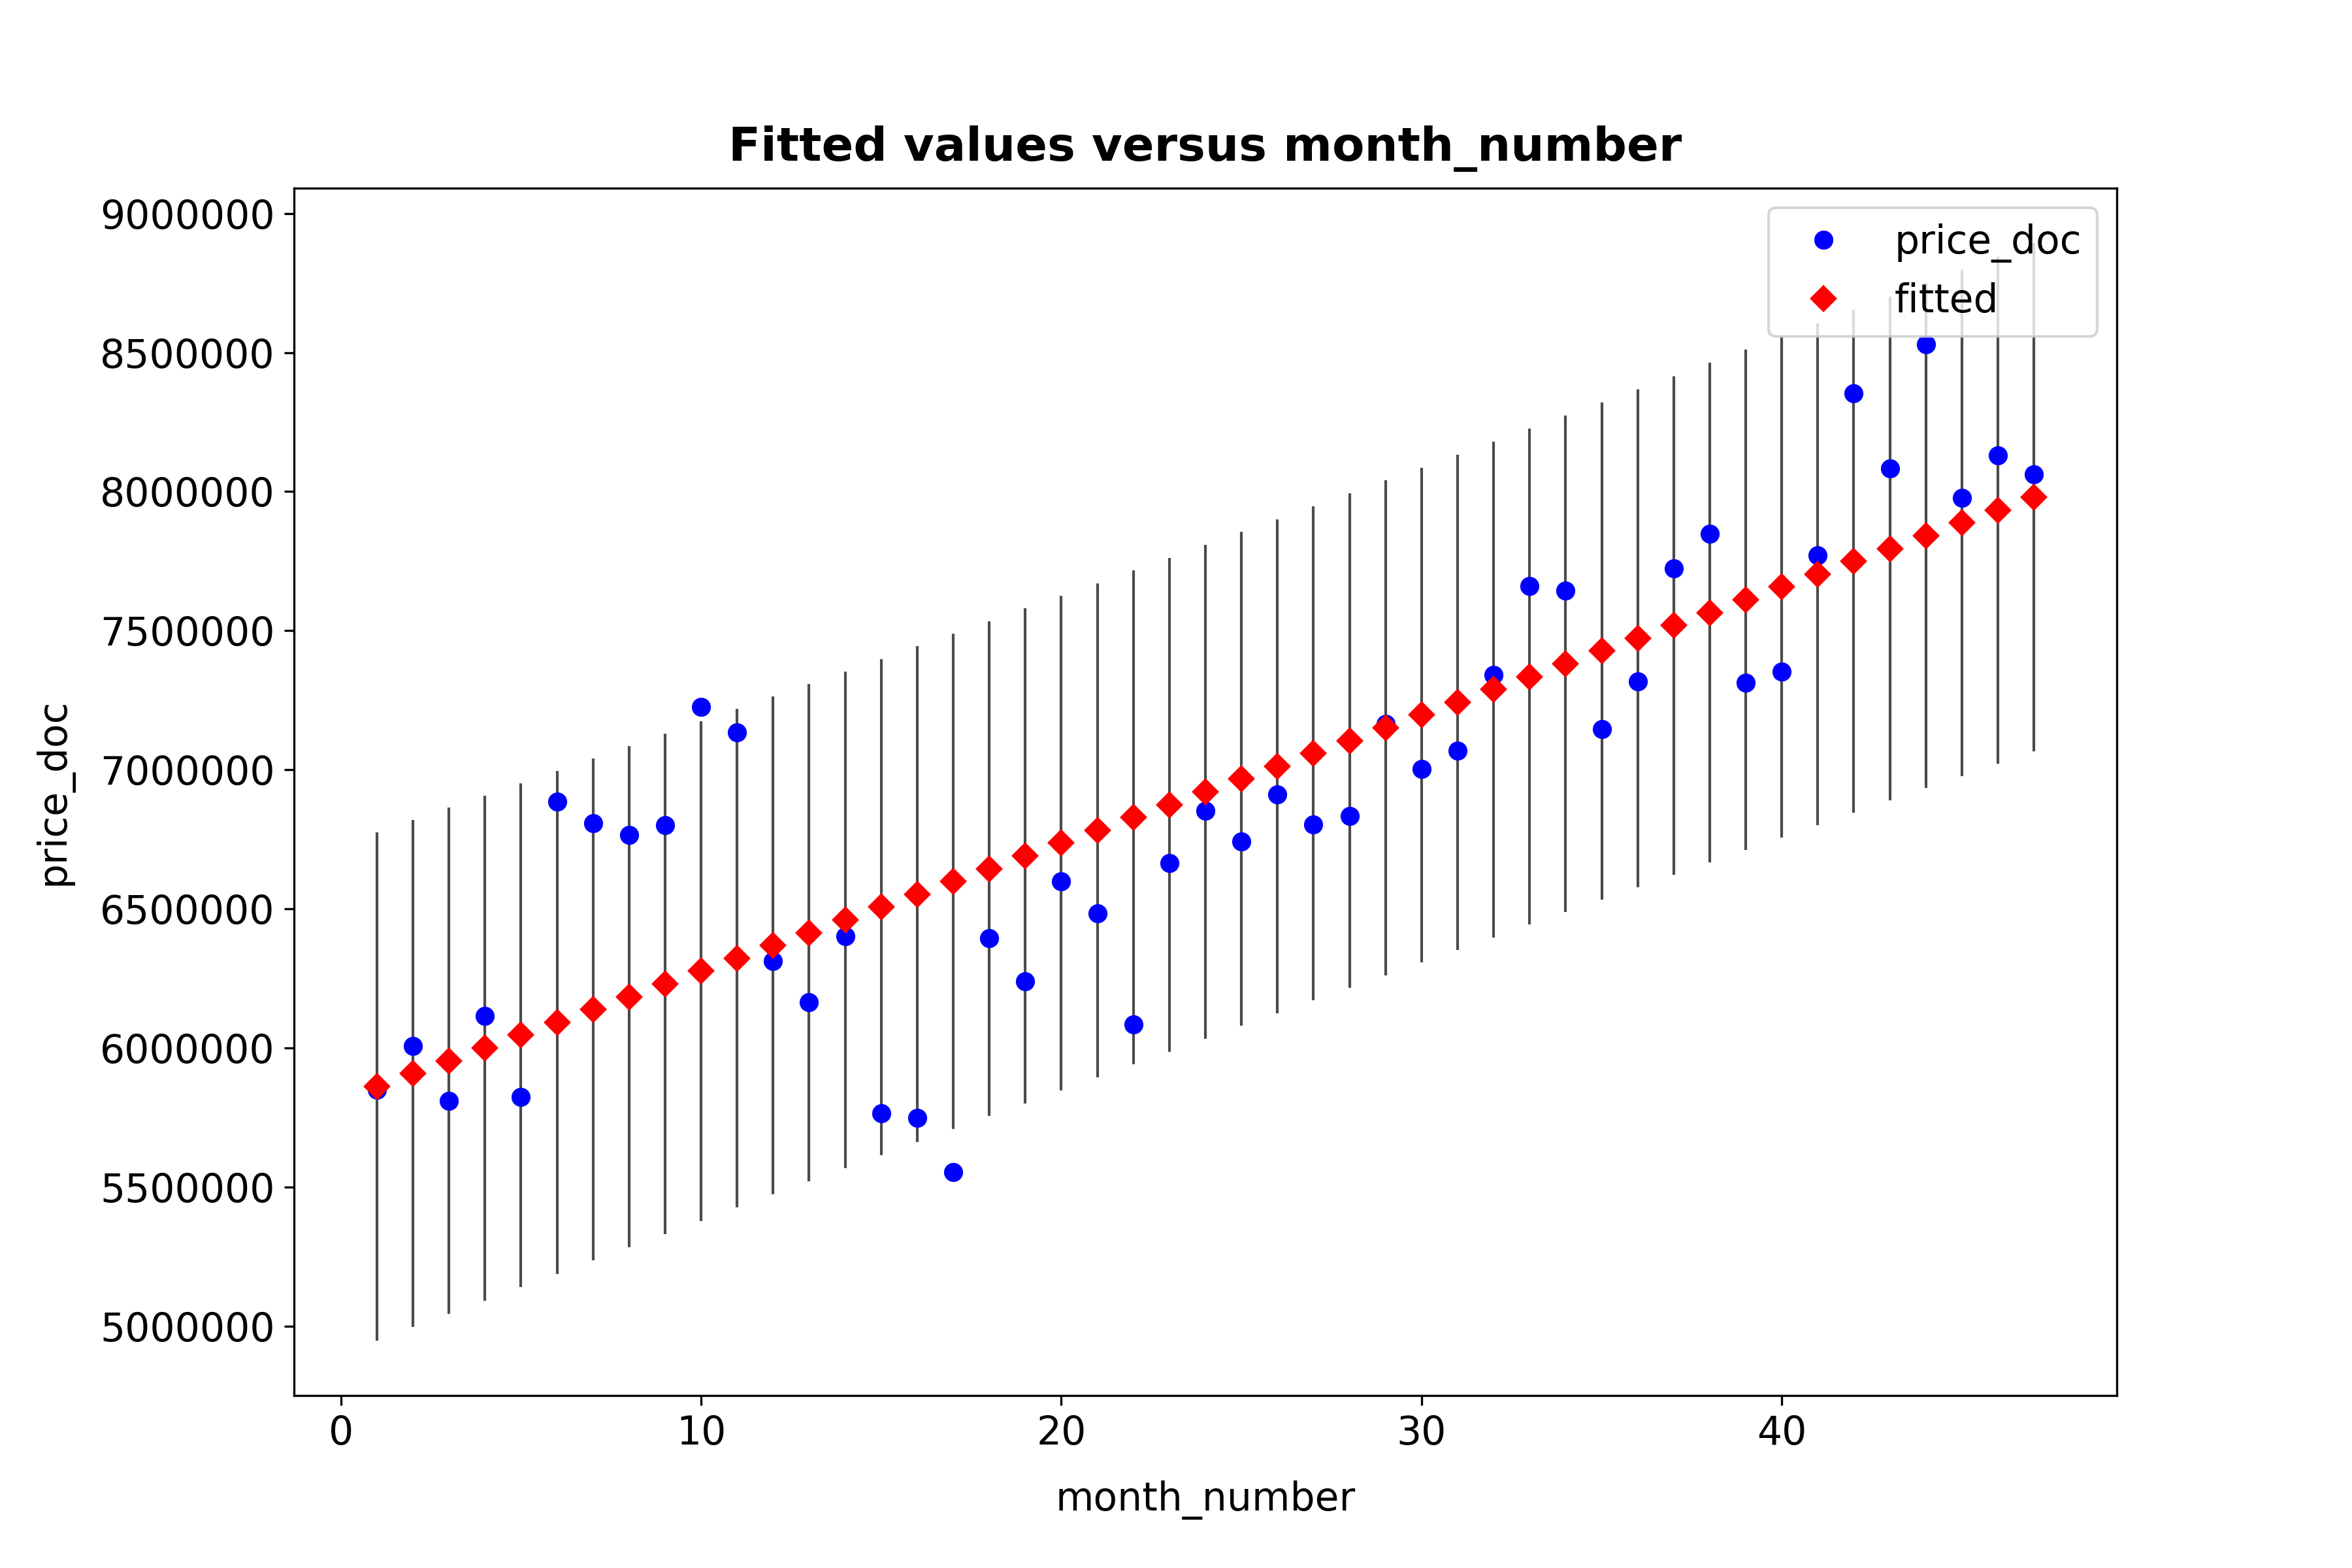 Fitted values versus month_number
price_doc
fitted
9000000
8500000
8000000
7500000
7000000
6500000
6000000
5500000
5000000
price_doc
0 10 20 30 40
month_number